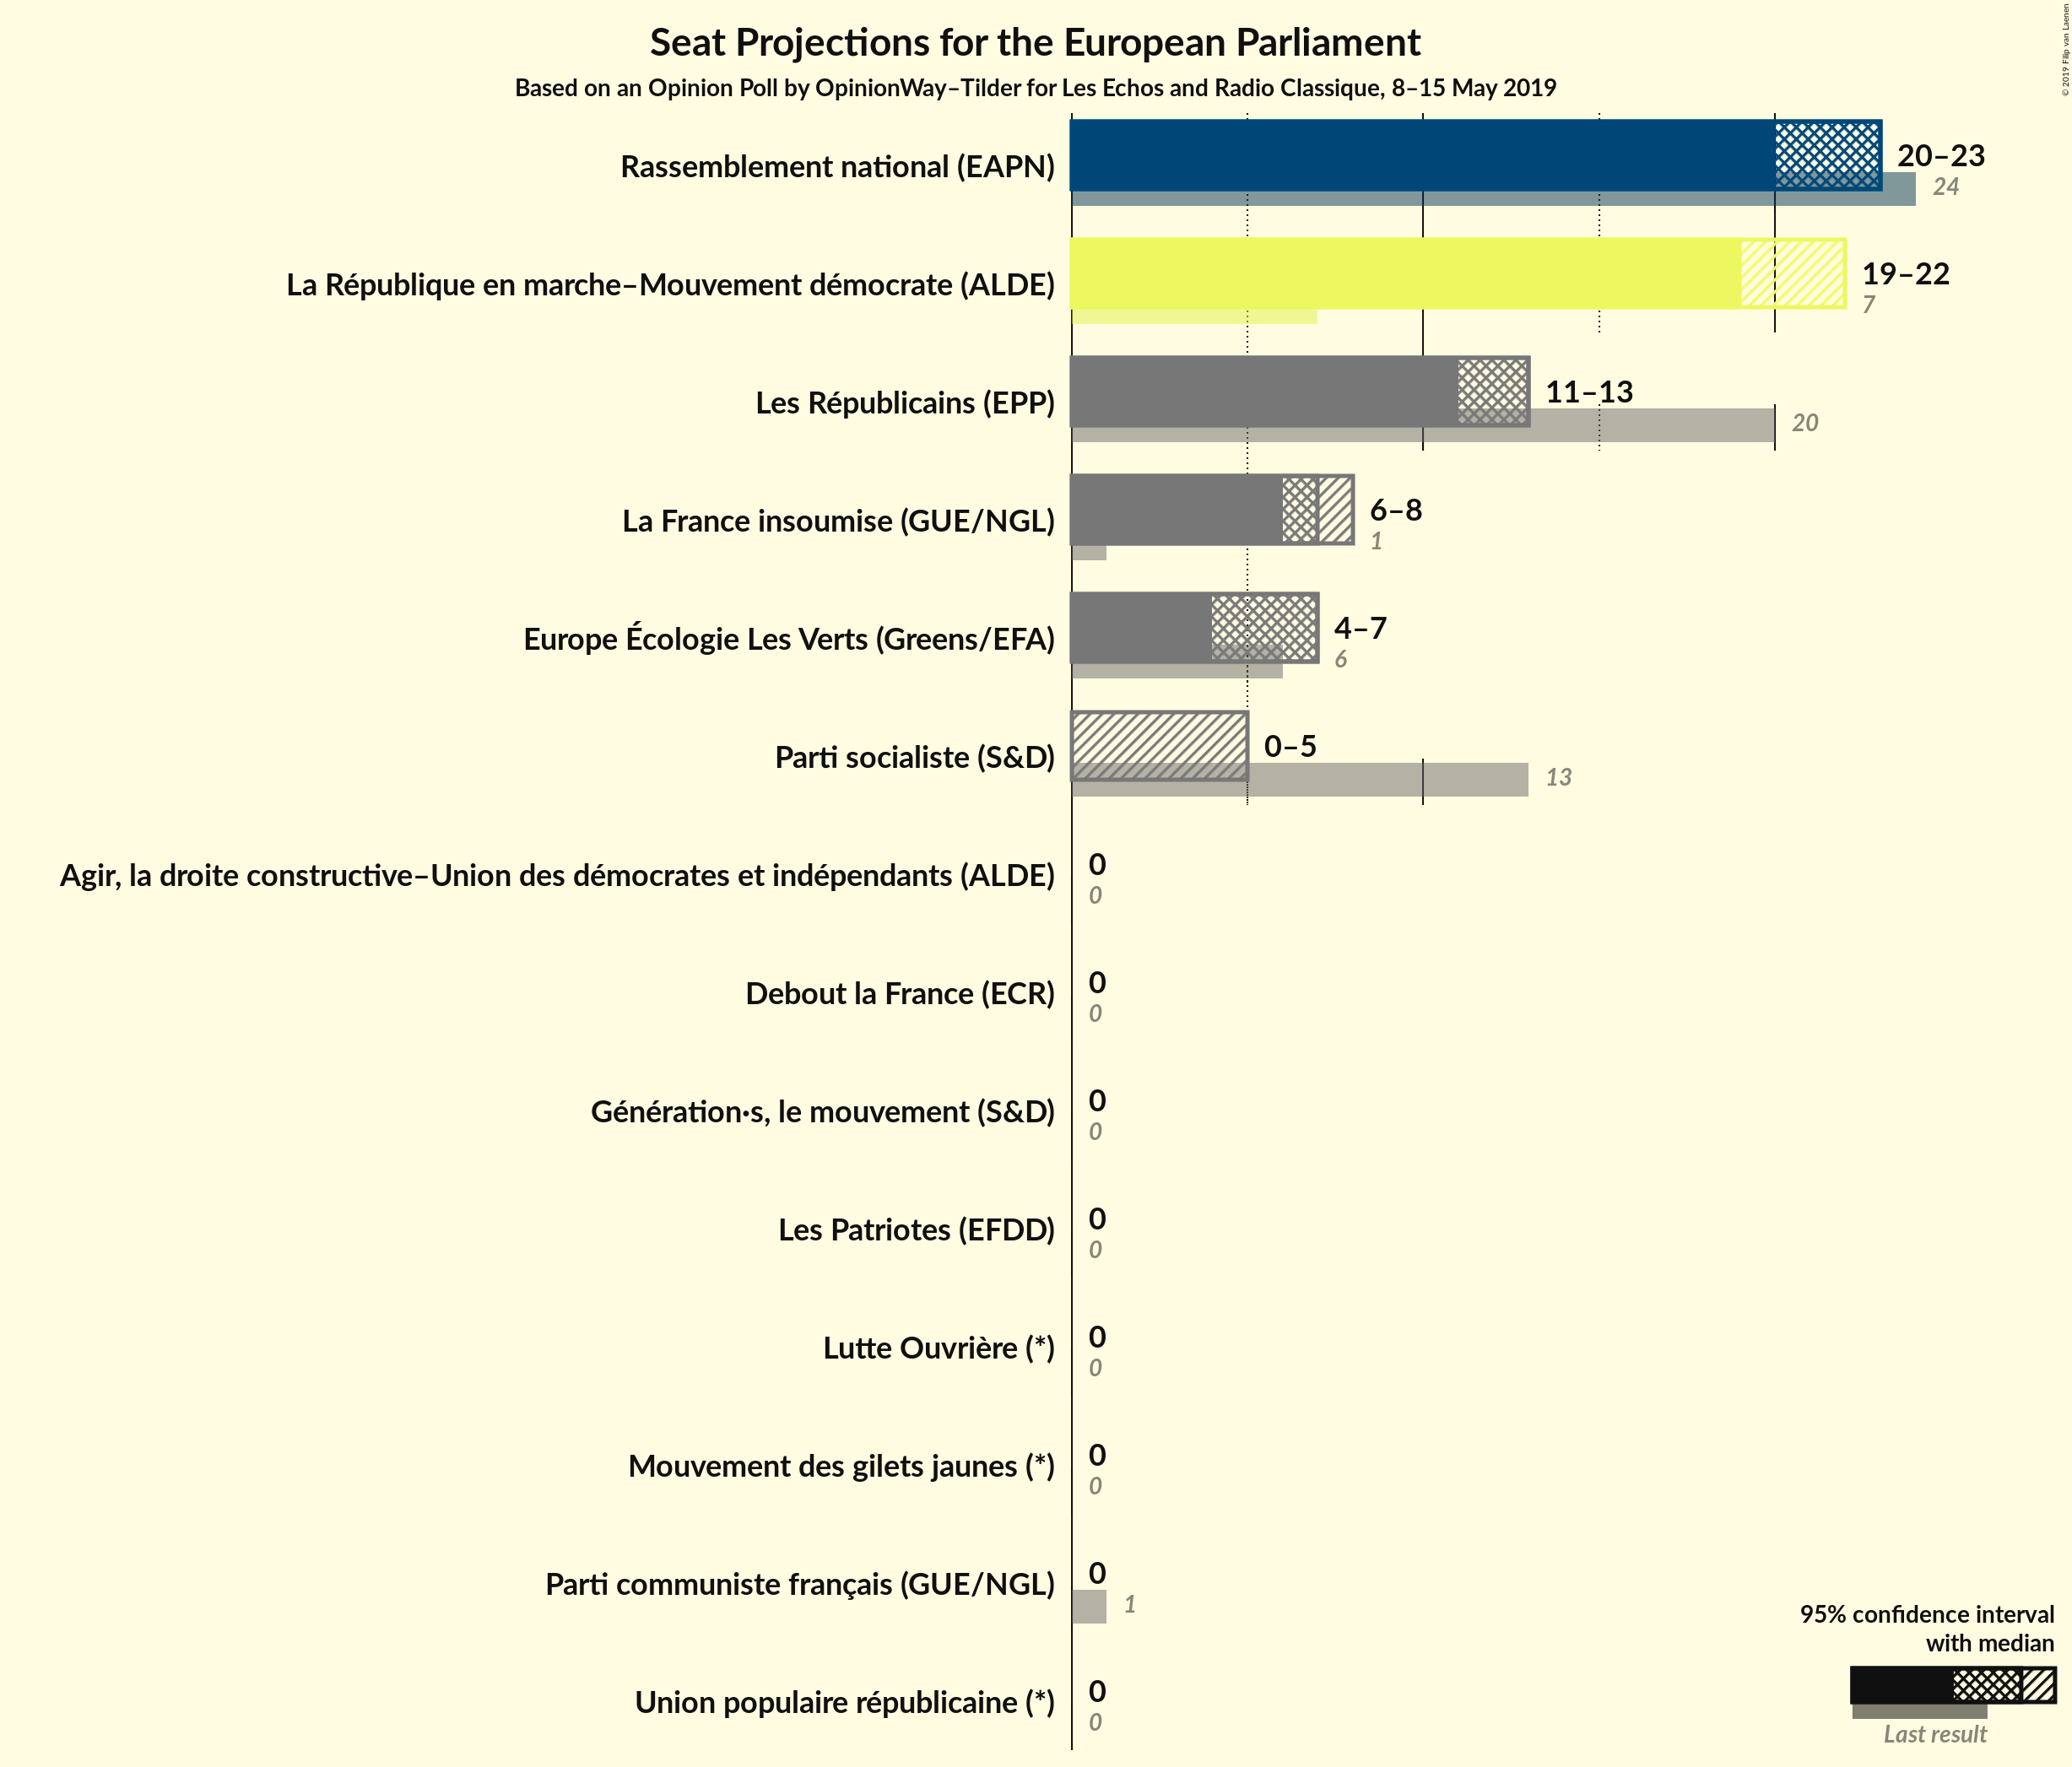 Seat Projections for the European Parliament
Based on an Opinion Poll by OpinionWay–Tilder for Les Echos and Radio Classique, 8–15 May 2019
© 2019 Filip van Laenen
Rassemblement national (EAPN)
20–23
24
La République en marche–Mouvement démocrate (ALDE)
19–22
7
Les Républicains (EPP)
11–13
20
La France insoumise (GUE/NGL)
6–8
1
Europe Écologie Les Verts (Greens/EFA)
4–7
6
Parti socialiste (S&D)
0–5
13
Agir, la droite constructive–Union des démocrates et indépendants (ALDE)
0
0
Debout la France (ECR)
0
0
Génération·s, le mouvement (S&D)
0
0
Les Patriotes (EFDD)
0
0
Lutte Ouvrière (*)
0
0
Mouvement des gilets jaunes (*)
0
0
Parti communiste français (GUE/NGL)
0
1
Union populaire républicaine (*)
0
0
95% confidence interval
with median
Last result